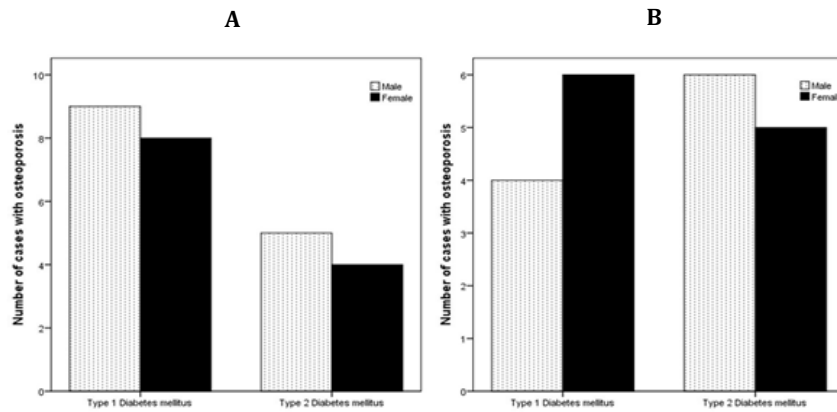 A
Number of cases with osteoporosis
10
8
6
4
2
0
Male
Female
Type 1 Diabetes mellitus
Type 2 Diabetes mellitus
B
Number of cases with osteoporosis
6
5
4
3
2
1
0
Male
Female
Type 1 Diabetes mellitus
Type 2 Diabetes mellitus